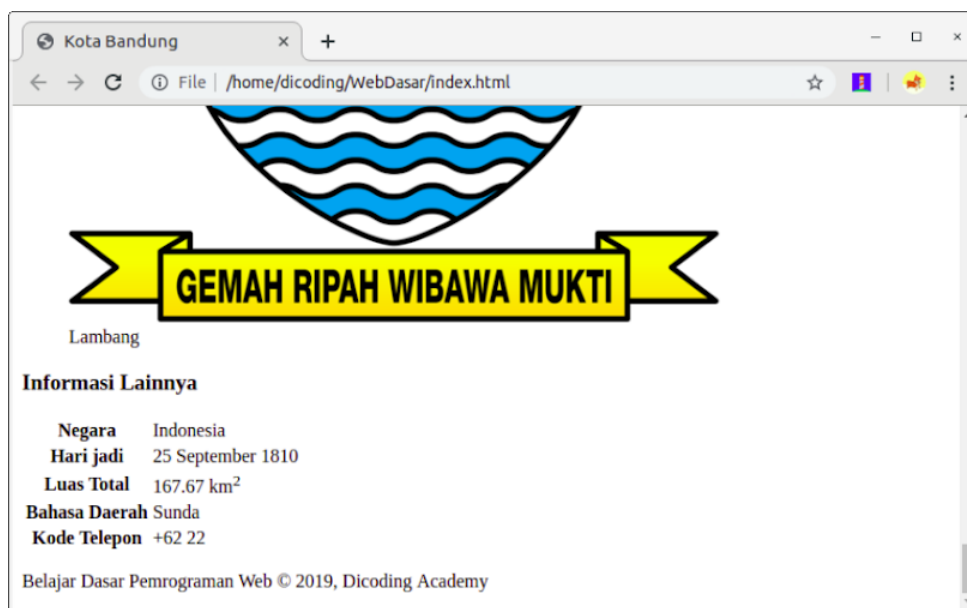 Kota Bandung
File | /home/dicoding/WebDasar/index.html
GEMAH RIPAH WIBAWA MUKTI
Lambang
Informasi Lainnya
Negara Indonesia
Hari jadi 25 September 1810
Luas Total 167.67 km²
Bahasa Daerah Sunda
Kode Telepon +62 22
Belajar Dasar Pemrograman Web © 2019, Dicoding Academy